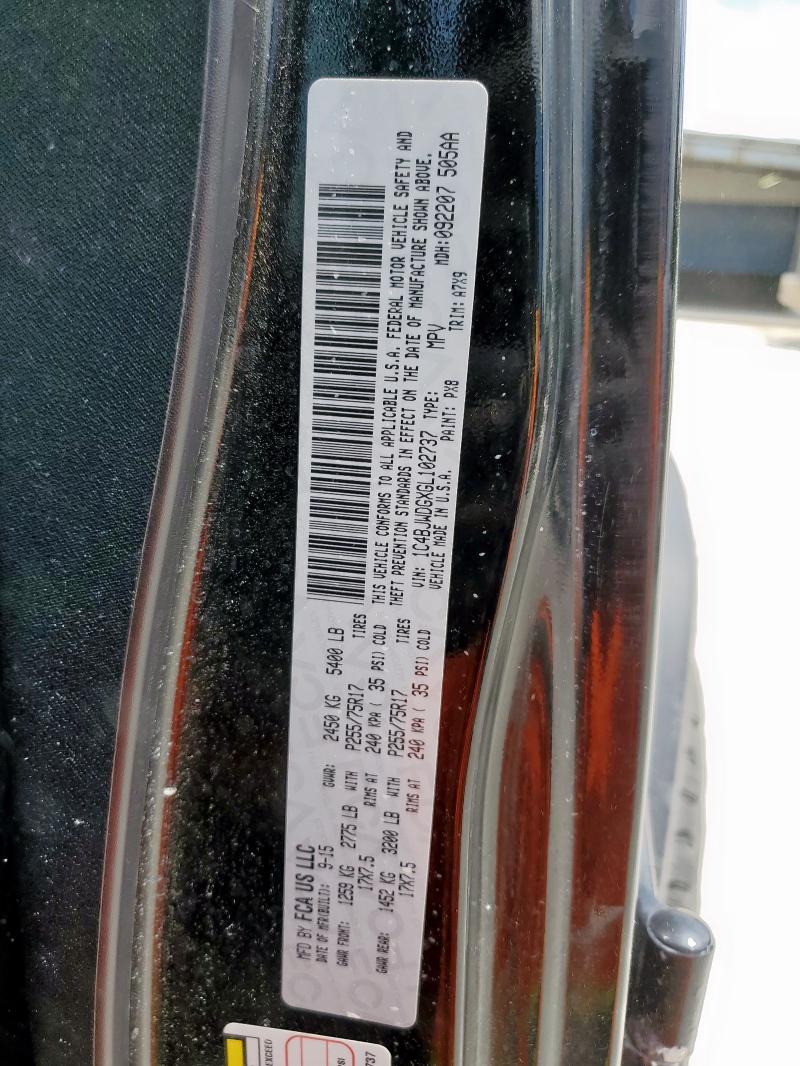 MFD BY FCA US LLC
DATE OF MFR(BUILT): 9-15 GVWR: 2450 KG 5400 LB
GAWR FRONT: 1259 KG 2775 LB WITH P255/75R17 TIRES
17X7.5 RIMS AT 240 KPA ( 35 PSI) COLD
GAWR REAR: 1452 KG 3200 LB WITH P255/75R17 TIRES
17X7.5 RIMS AT 240 KPA ( 35 PSI) COLD
THIS VEHICLE CONFORMS TO ALL APPLICABLE U.S.A. FEDERAL MOTOR VEHICLE SAFETY AND
THEFT PREVENTION STANDARDS IN EFFECT ON THE DATE OF MANUFACTURE SHOWN ABOVE.
VIN: 1C4BJWDGXGL102737 TYPE: MPV MDH:092207 505AA
VEHICLE MADE IN U.S.A. PAINT: PX8 TRIM: A7X9
EXCEED
PSI
737